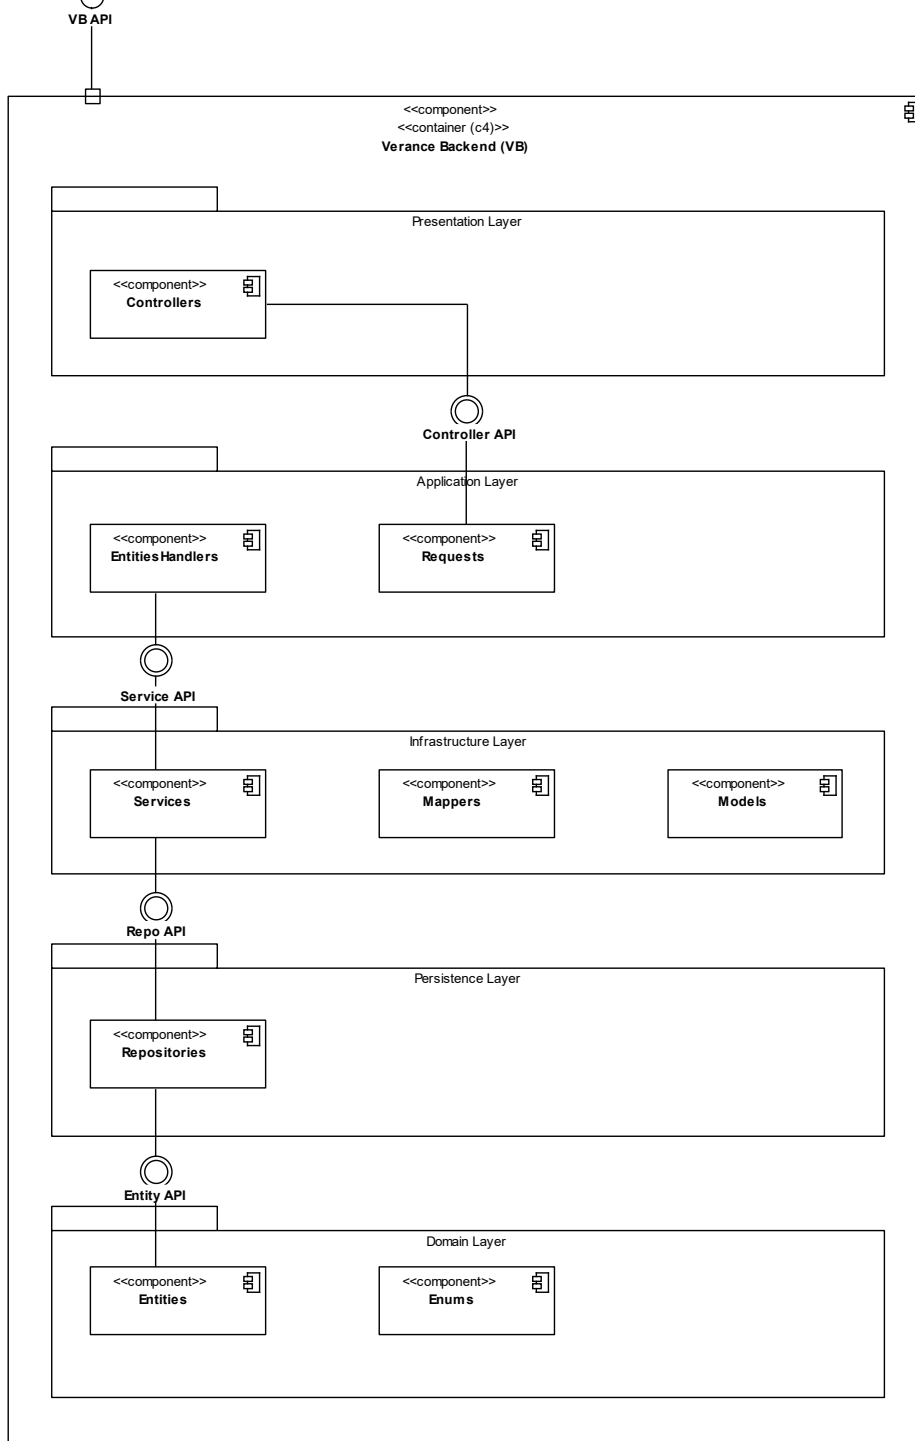 VB API
<<component>>
<<container (c4)>>
Verance Backend (VB)
Presentation Layer
<<component>>
Controllers
Controller API
Application Layer
<<component>>
EntitiesHandlers
<<component>>
Requests
Service API
Infrastructure Layer
<<component>>
Services
<<component>>
Mappers
<<component>>
Models
Repo API
Persistence Layer
<<component>>
Repositories
Entity API
Domain Layer
<<component>>
Entities
<<component>>
Enums